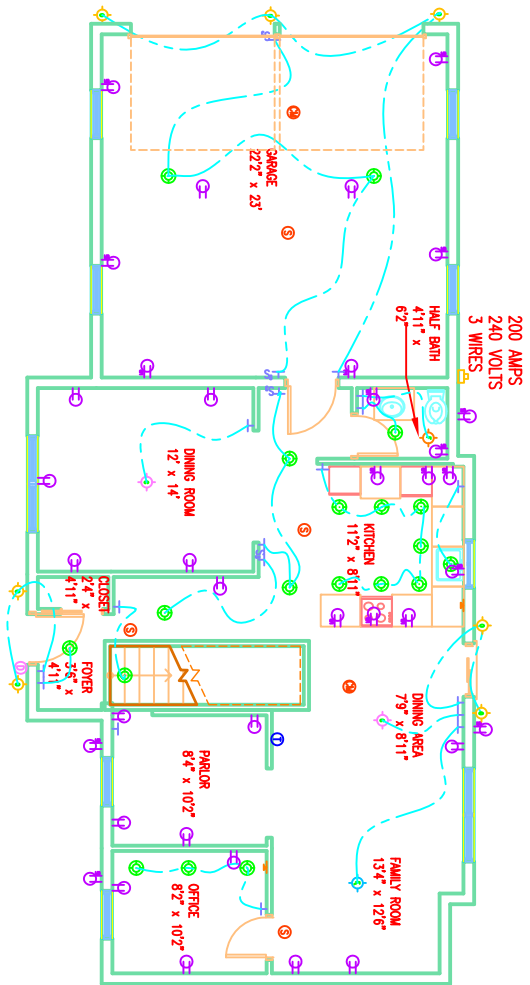 200 AMPS
240 VOLTS
3 WIRES
HALF BATH
4'11" x
6'2"
GARAGE
22'2" x 23'
KITCHEN
11'2" x 8'11"
DINING ROOM
12' x 14'
CLOSET
2'4" x
4'11"
FOYER
3'6" x
4'11"
DINING AREA
7'9" x 8'11"
PARLOR
8'4" x 10'2"
FAMILY ROOM
13'4" x 12'6"
OFFICE
8'2" x 10'2"
S
S
S
S
T